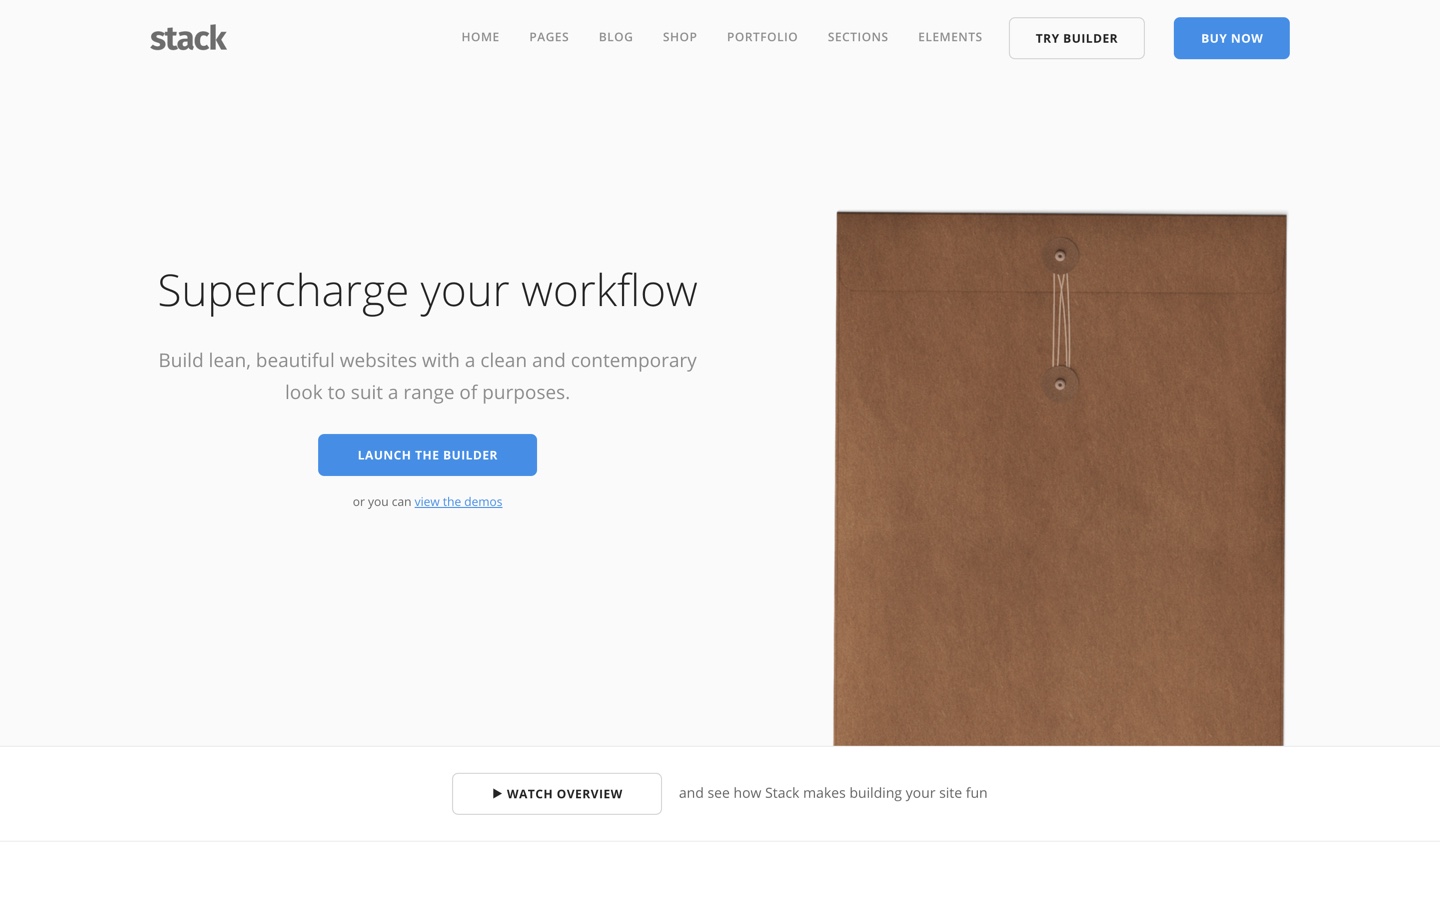 stack
HOME PAGES BLOG SHOP PORTFOLIO SECTIONS ELEMENTS TRY BUILDER BUY NOW
Supercharge your workflow
Build lean, beautiful websites with a clean and contemporary
look to suit a range of purposes.
LAUNCH THE BUILDER
or you can view the demos
WATCH OVERVIEW and see how Stack makes building your site fun